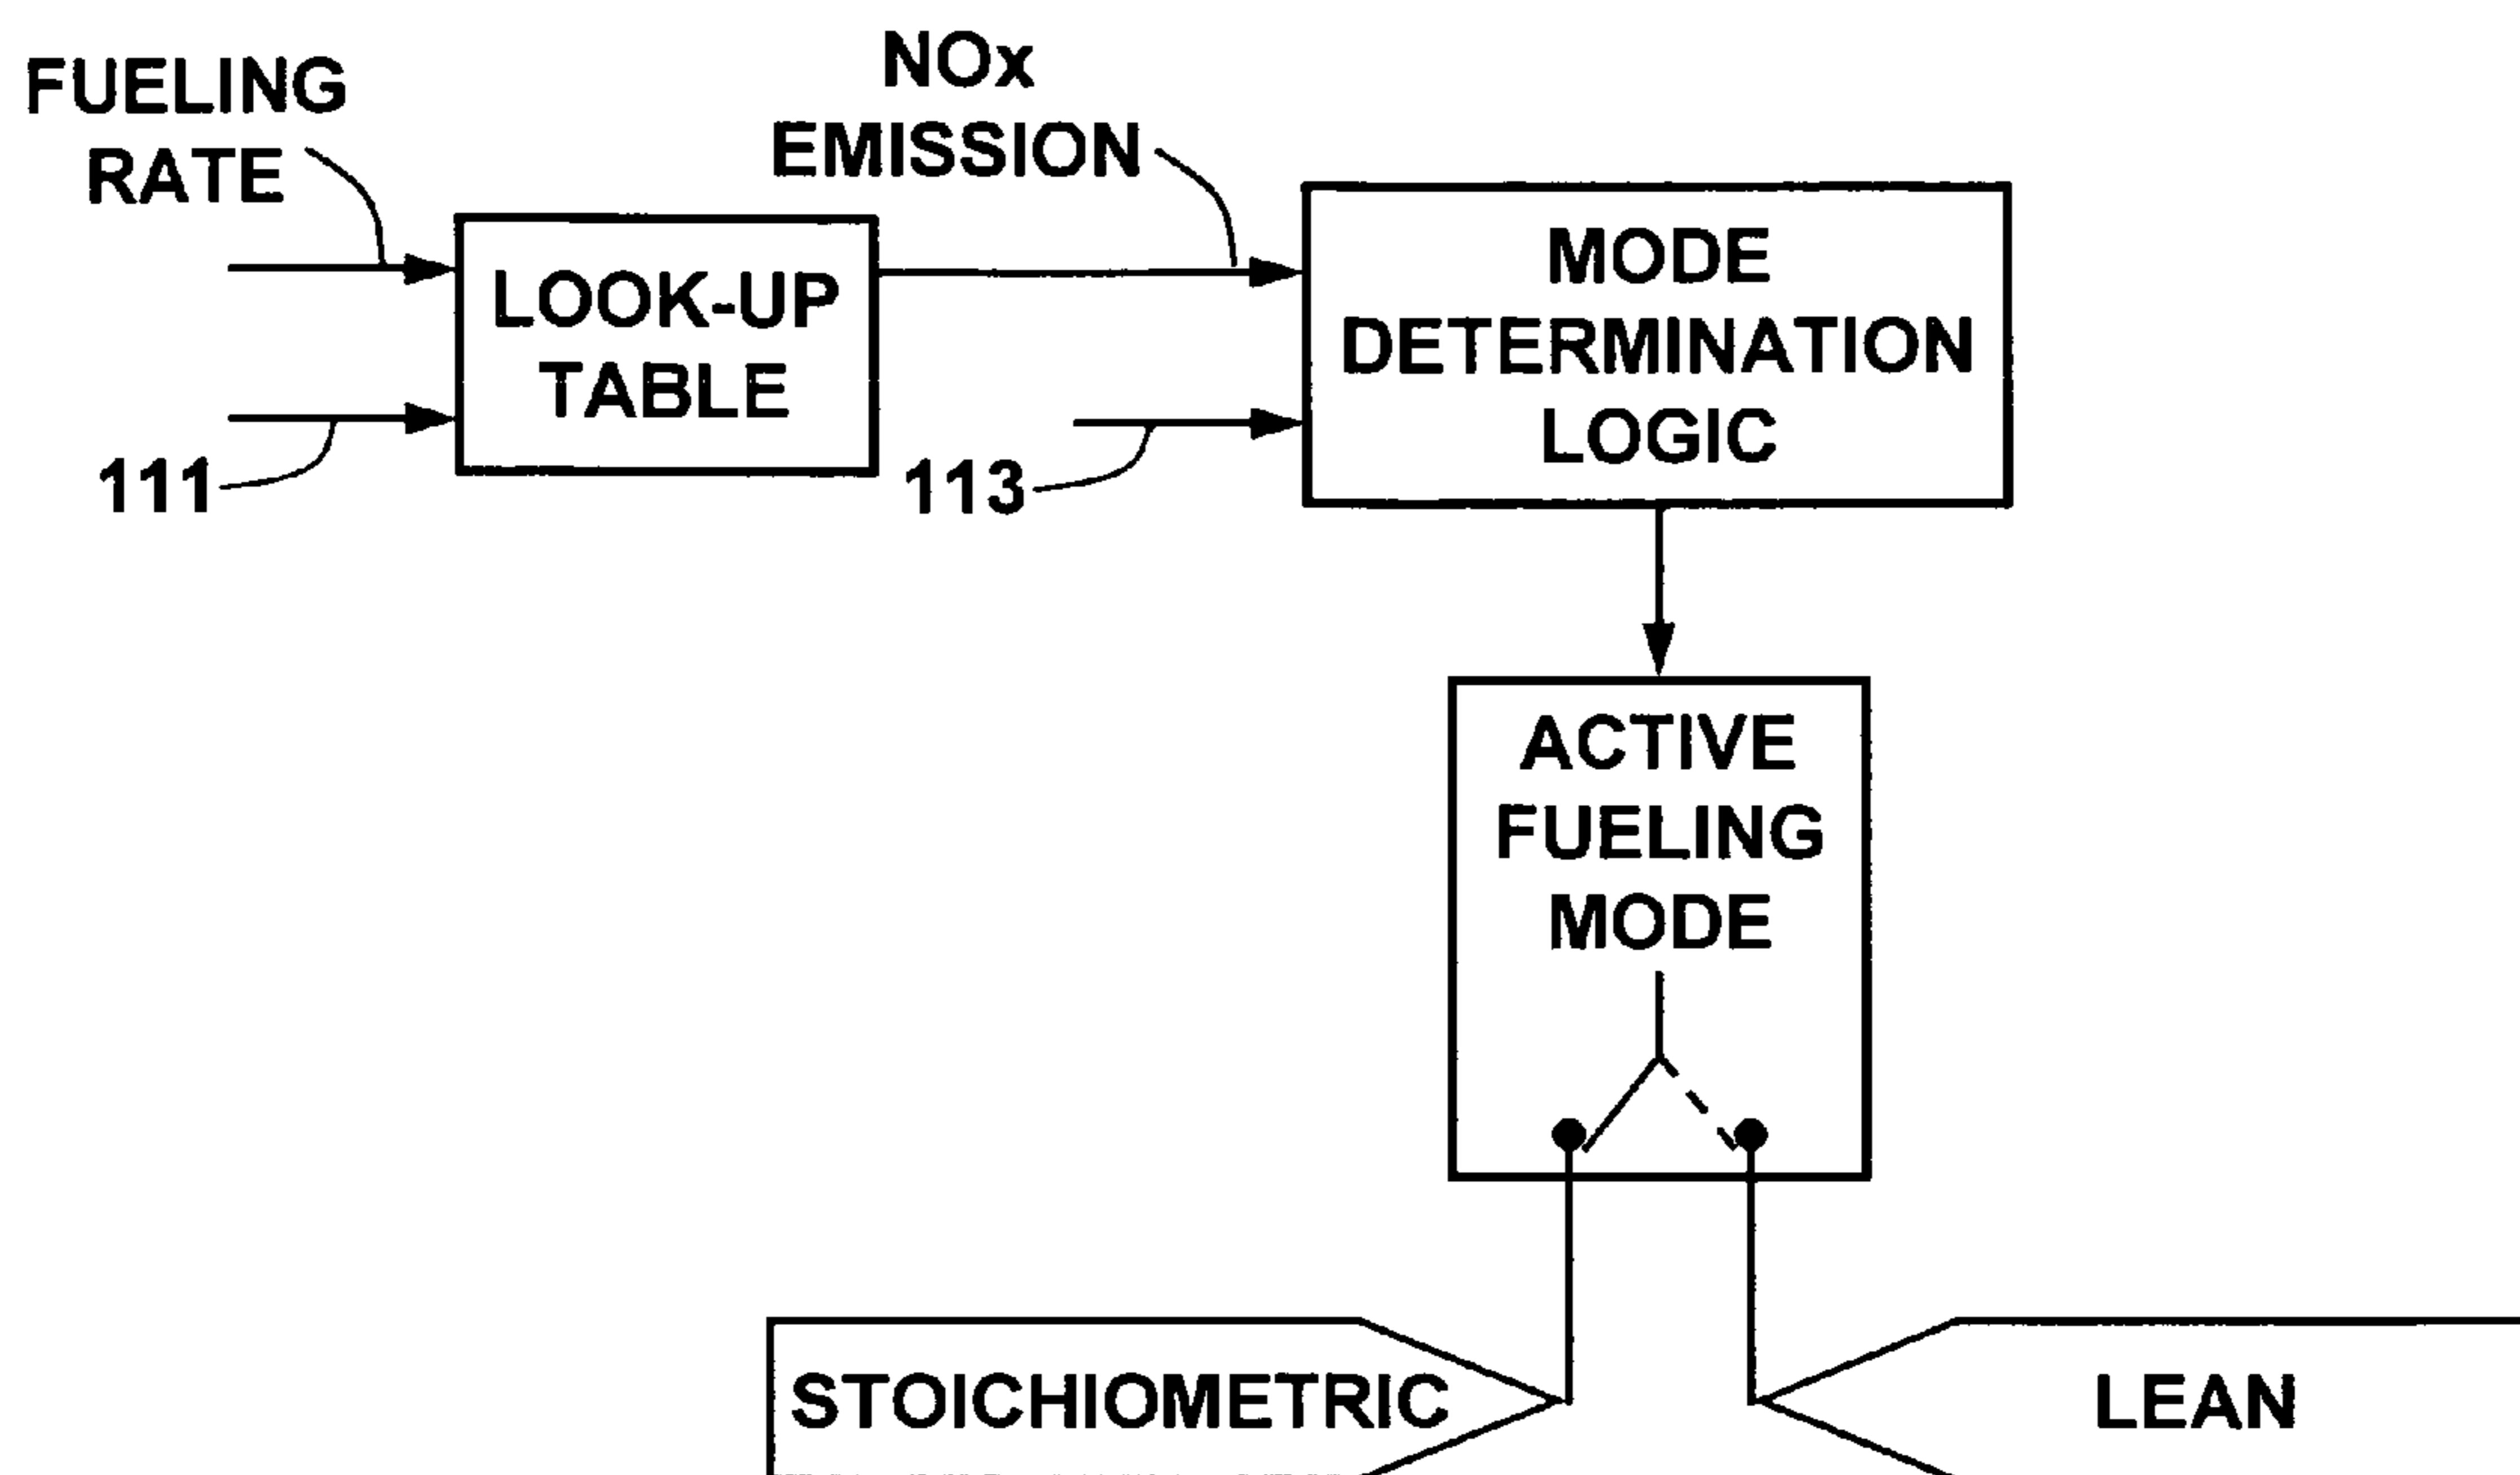 FUELING
RATE
NOx
EMISSION
LOOK-UP
TABLE
111
113
MODE
DETERMINATION
LOGIC
ACTIVE
FUELING
MODE
STOICHIOMETRIC
LEAN